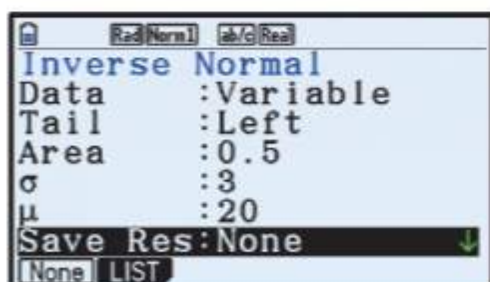 Rad Norm1 ab/c Real
Inverse Normal
Data :Variable
Tail :Left
Area :0.5
σ :3
μ :20
Save Res:None
None LIST